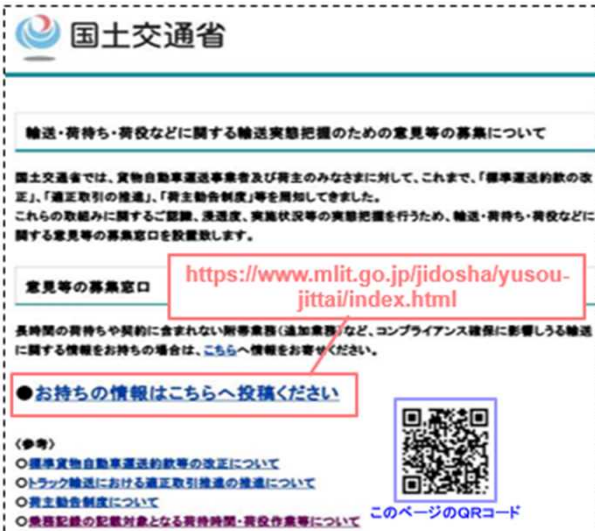 国土交通省
輸送・荷待ち・荷役などに関する輸送実態把握のための意見等の募集について
国土交通省では、貨物自動車運送事業者及び荷主のみなさまに対して、これまで、「標準運送約款の改
正」、「適正取引の推進」、「荷主勧告制度」等を周知してきました。
これらの取組みに関するご認識、浸透度、実施状況等の実態把握を行うため、輸送・荷待ち・荷役などに
関する意見等の募集窓口を設置致します。
意見等の募集窓口
https://www.mlit.go.jp/jidosha/yusou-
jittai/index.html
長時間の荷待ちや契約に含まれない附帯業務(追加業務)など、コンプライアンス確保に影響しうる輸送
に関する情報をお持ちの場合は、こちらへ情報をお寄せください。
●お持ちの情報はこちらへ投稿ください
〈参考〉
○標準貨物自動車運送約款等の改正について
○トラック輸送における適正取引推進の推進について
○荷主勧告制度について
○乗務記録の記載対象となる荷待時間・荷役作業等について
このページのQRコード